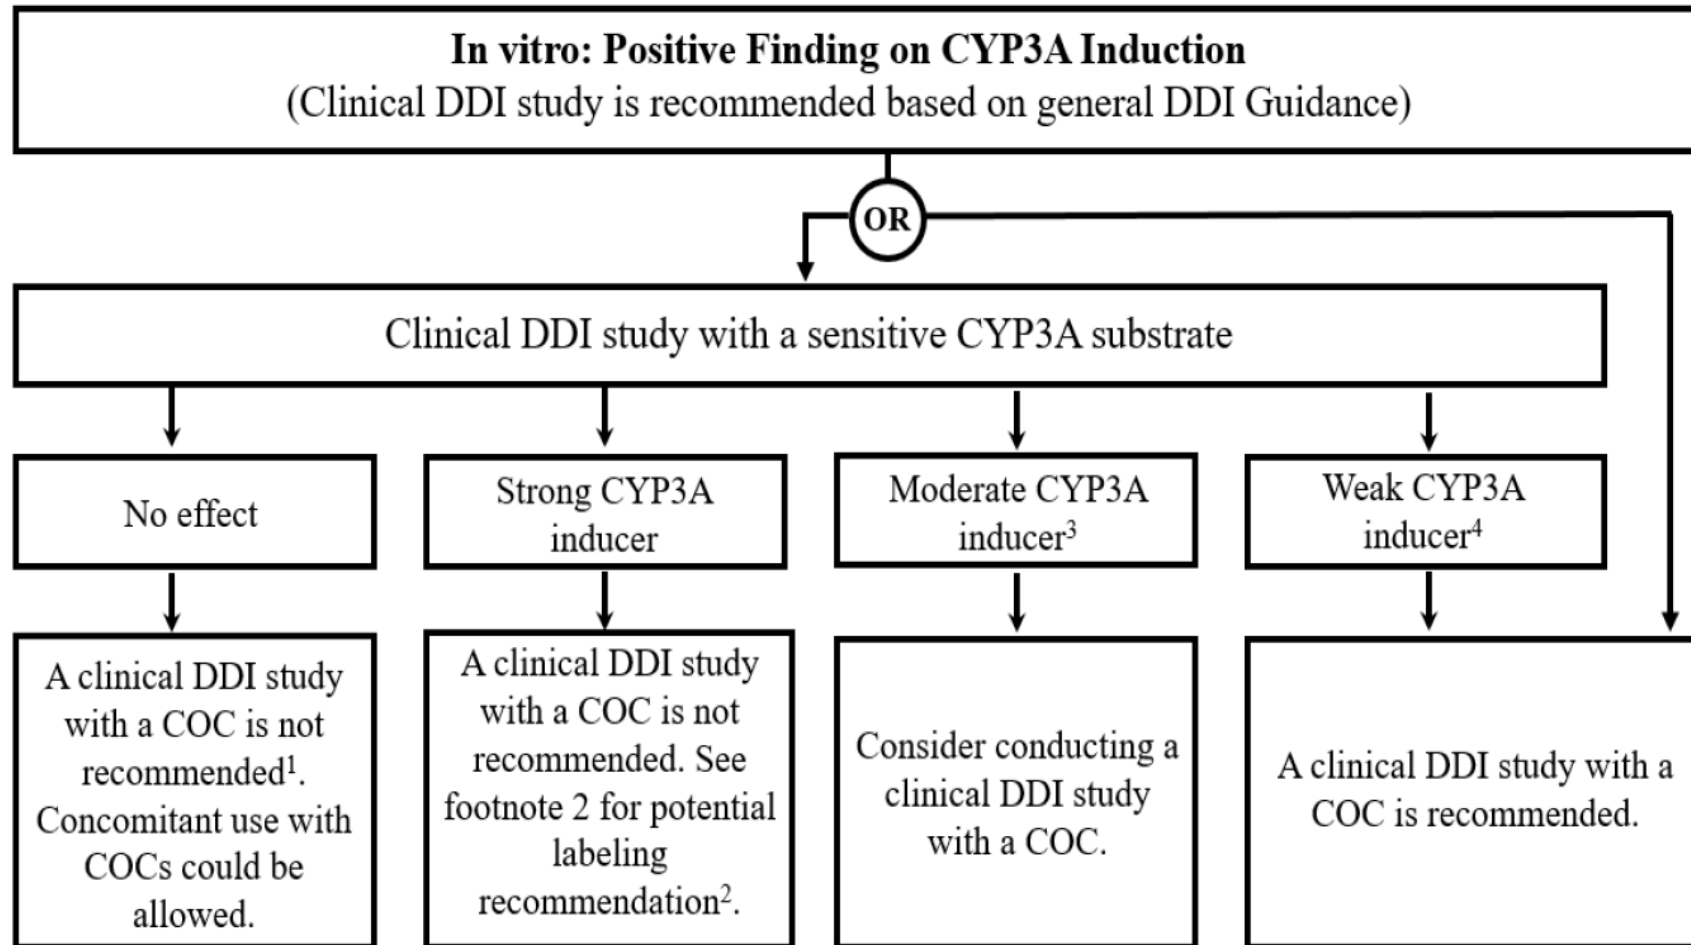 In vitro: Positive Finding on CYP3A Induction
(Clinical DDI study is recommended based on general DDI Guidance)
OR
Clinical DDI study with a sensitive CYP3A substrate
No effect
Strong CYP3A
inducer
Moderate CYP3A
inducer³
Weak CYP3A
inducer⁴
A clinical DDI study
with a COC is not
recommended¹.
Concomitant use with
COCs could be
allowed.
A clinical DDI study
with a COC is not
recommended. See
footnote 2 for potential
labeling
recommendation².
Consider conducting a
clinical DDI study
with a COC.
A clinical DDI study with a
COC is recommended.